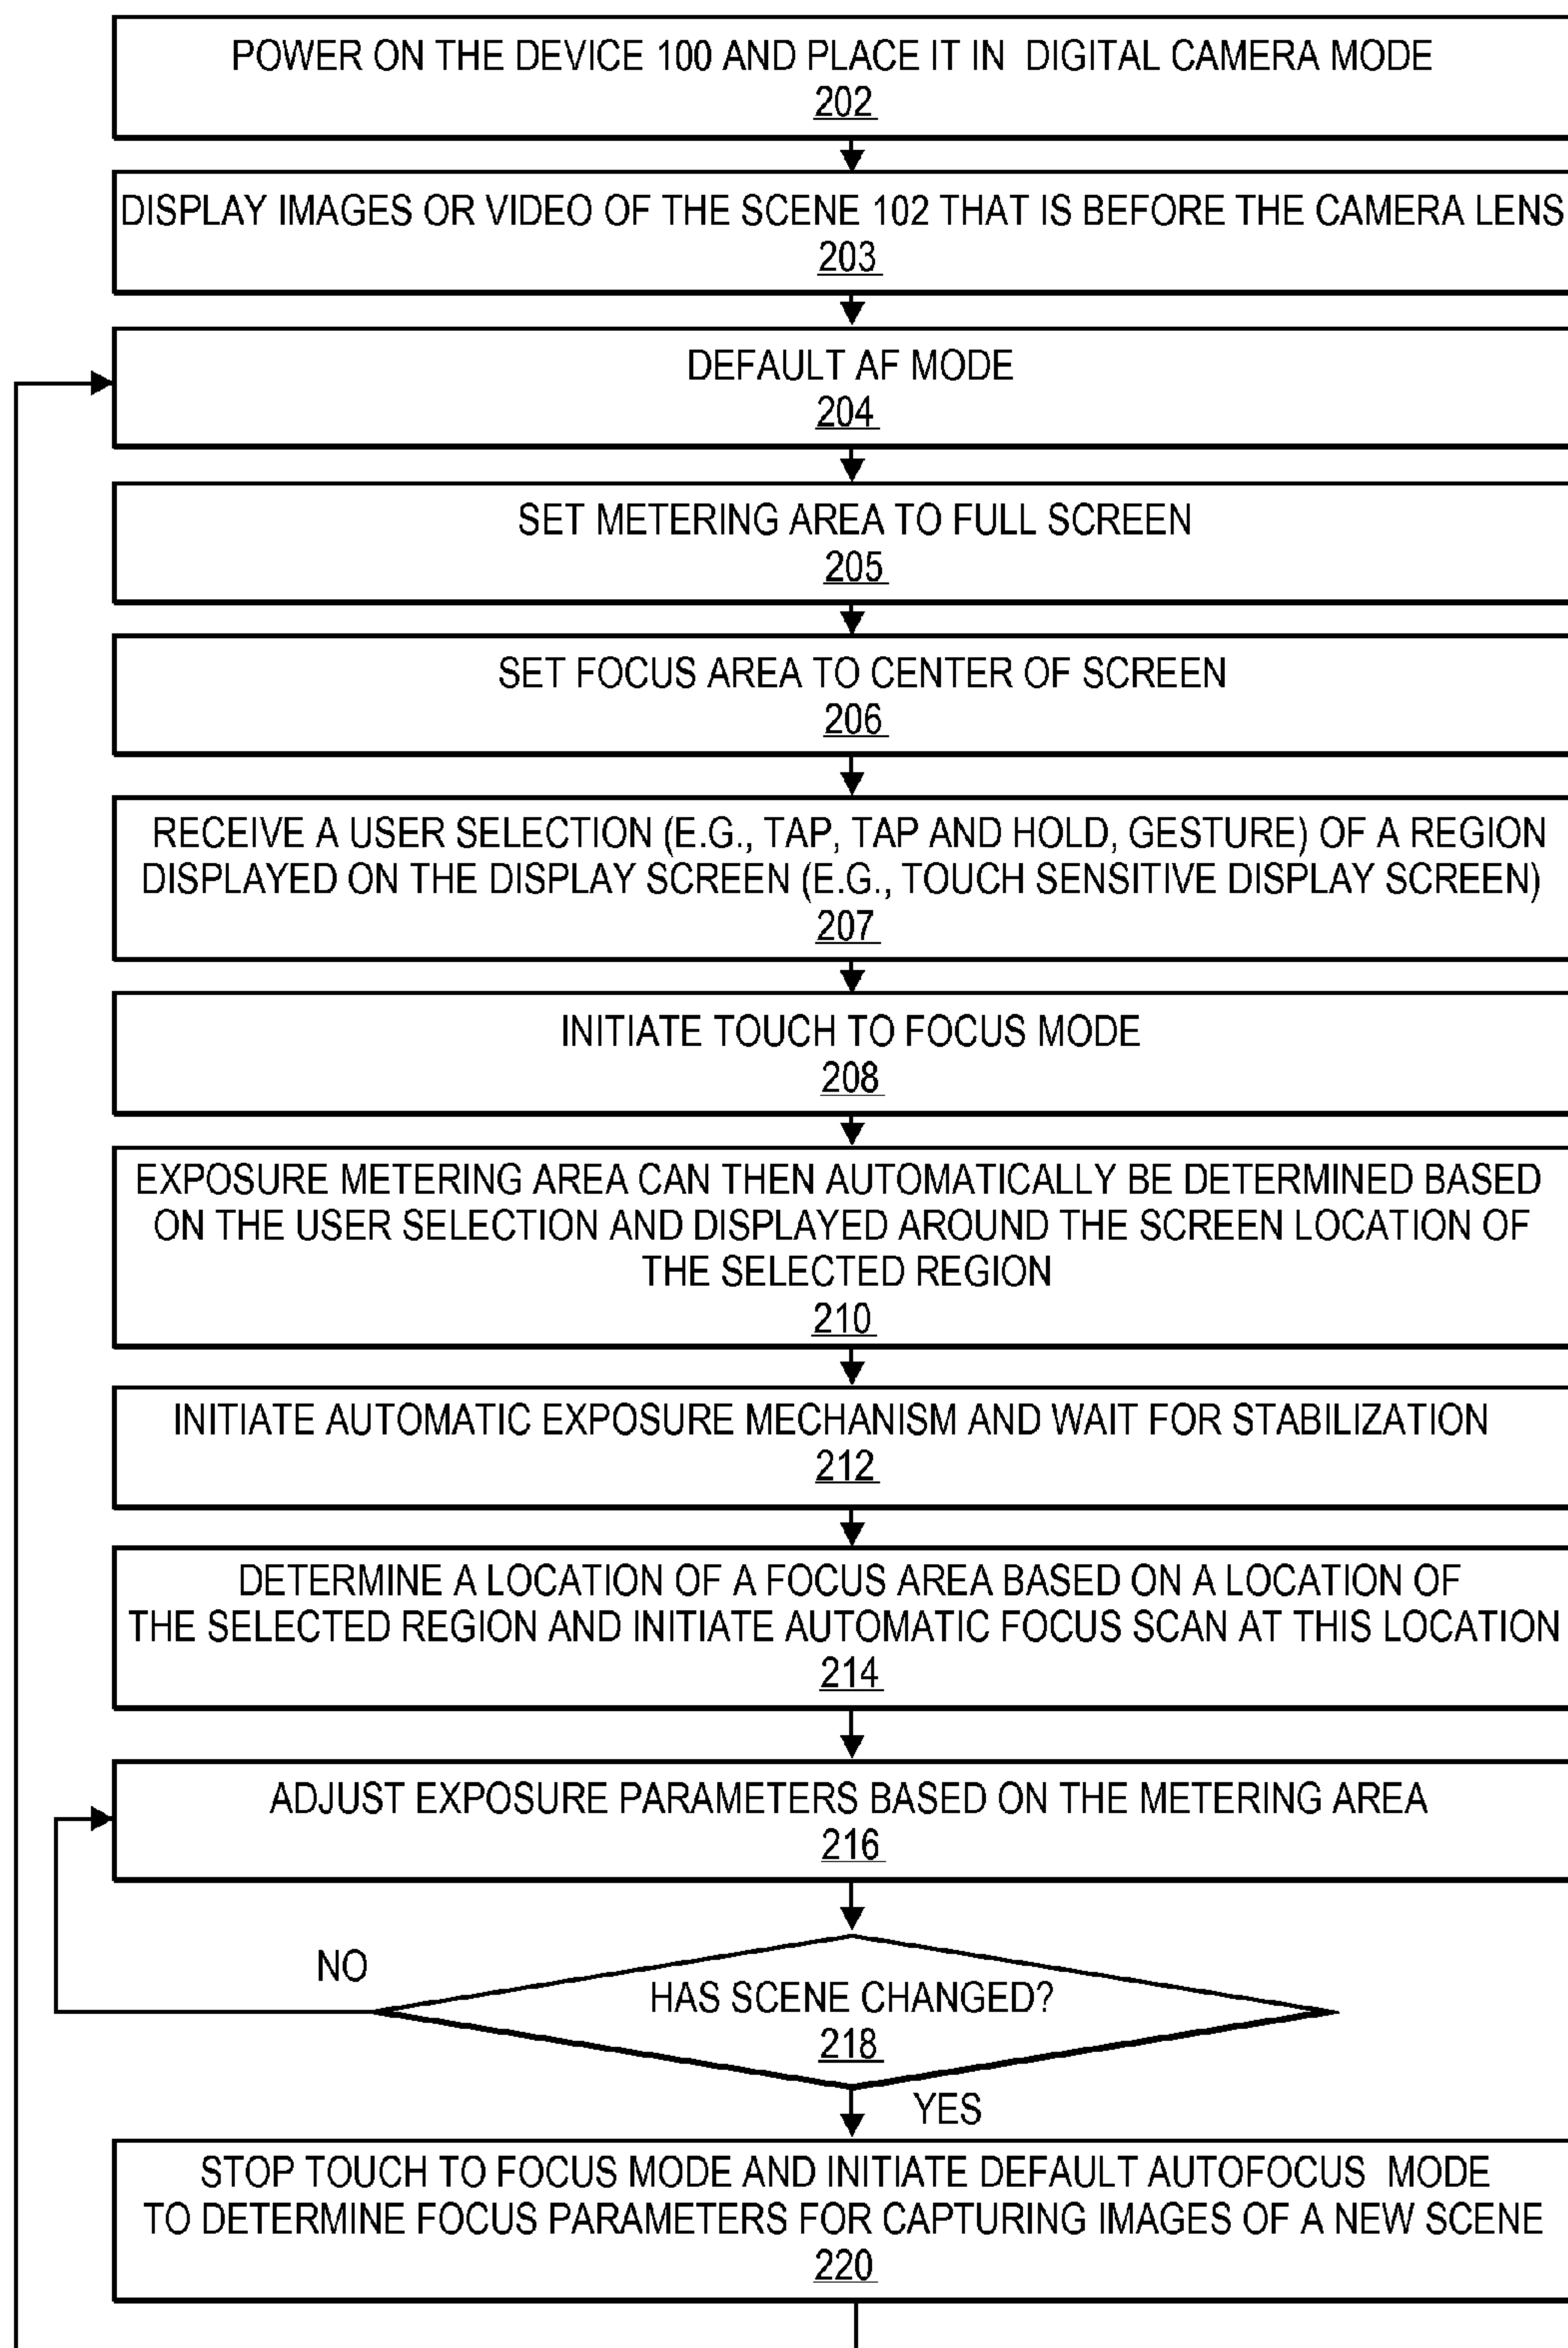 POWER ON THE DEVICE 100 AND PLACE IT IN DIGITAL CAMERA MODE
202
DISPLAY IMAGES OR VIDEO OF THE SCENE 102 THAT IS BEFORE THE CAMERA LENS
203
DEFAULT AF MODE
204
SET METERING AREA TO FULL SCREEN
205
SET FOCUS AREA TO CENTER OF SCREEN
206
RECEIVE A USER SELECTION (E.G., TAP, TAP AND HOLD, GESTURE) OF A REGION
DISPLAYED ON THE DISPLAY SCREEN (E.G., TOUCH SENSITIVE DISPLAY SCREEN)
207
INITIATE TOUCH TO FOCUS MODE
208
EXPOSURE METERING AREA CAN THEN AUTOMATICALLY BE DETERMINED BASED
ON THE USER SELECTION AND DISPLAYED AROUND THE SCREEN LOCATION OF
THE SELECTED REGION
210
INITIATE AUTOMATIC EXPOSURE MECHANISM AND WAIT FOR STABILIZATION
212
DETERMINE A LOCATION OF A FOCUS AREA BASED ON A LOCATION OF
THE SELECTED REGION AND INITIATE AUTOMATIC FOCUS SCAN AT THIS LOCATION
214
ADJUST EXPOSURE PARAMETERS BASED ON THE METERING AREA
216
NO
HAS SCENE CHANGED?
218
YES
STOP TOUCH TO FOCUS MODE AND INITIATE DEFAULT AUTOFOCUS MODE
TO DETERMINE FOCUS PARAMETERS FOR CAPTURING IMAGES OF A NEW SCENE
220